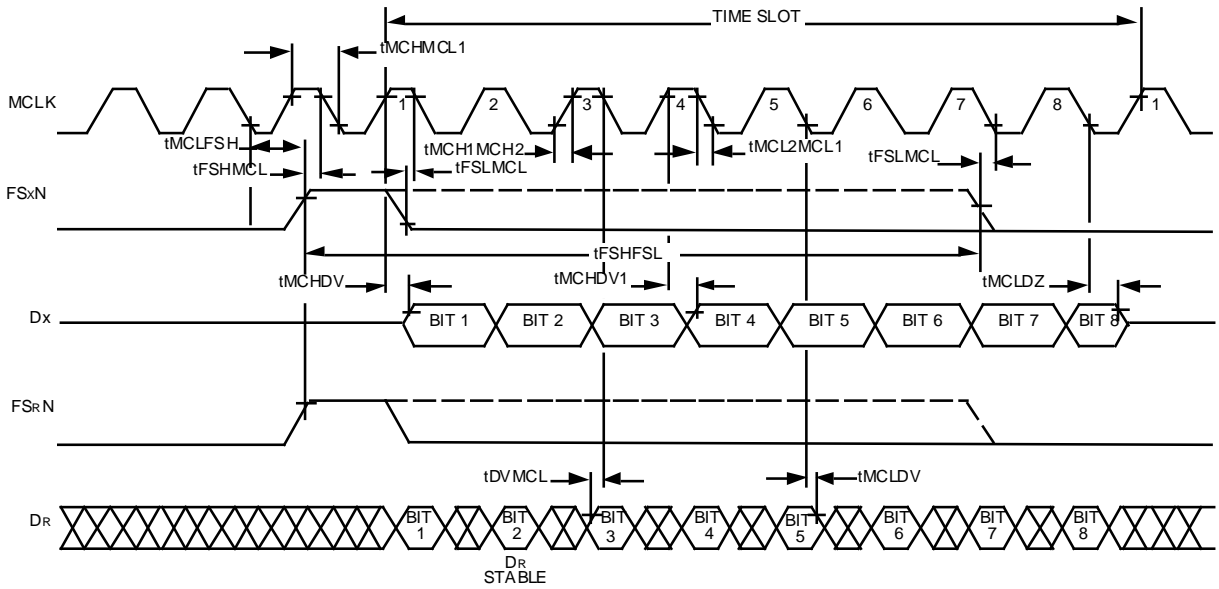 TIME SLOT
tMCHMCL1
MCLK
1 2 3 4 5 6 7 8 1
tMCLFSH
tMCH1MCH2
tMCL2MCL1
tFSHMCL
tFSLMCL
tFSLMCL
FSXN
tFSHFSL
tMCHDV
tMCHDV1
tMCLDZ
DX
BIT 1 BIT 2 BIT 3 BIT 4 BIT 5 BIT 6 BIT 7 BIT 8
FSRN
tDVMCL
tMCLDV
DR
BIT 1 BIT 2 BIT 3 BIT 4 BIT 5 BIT 6 BIT 7 BIT 8
DR
STABLE